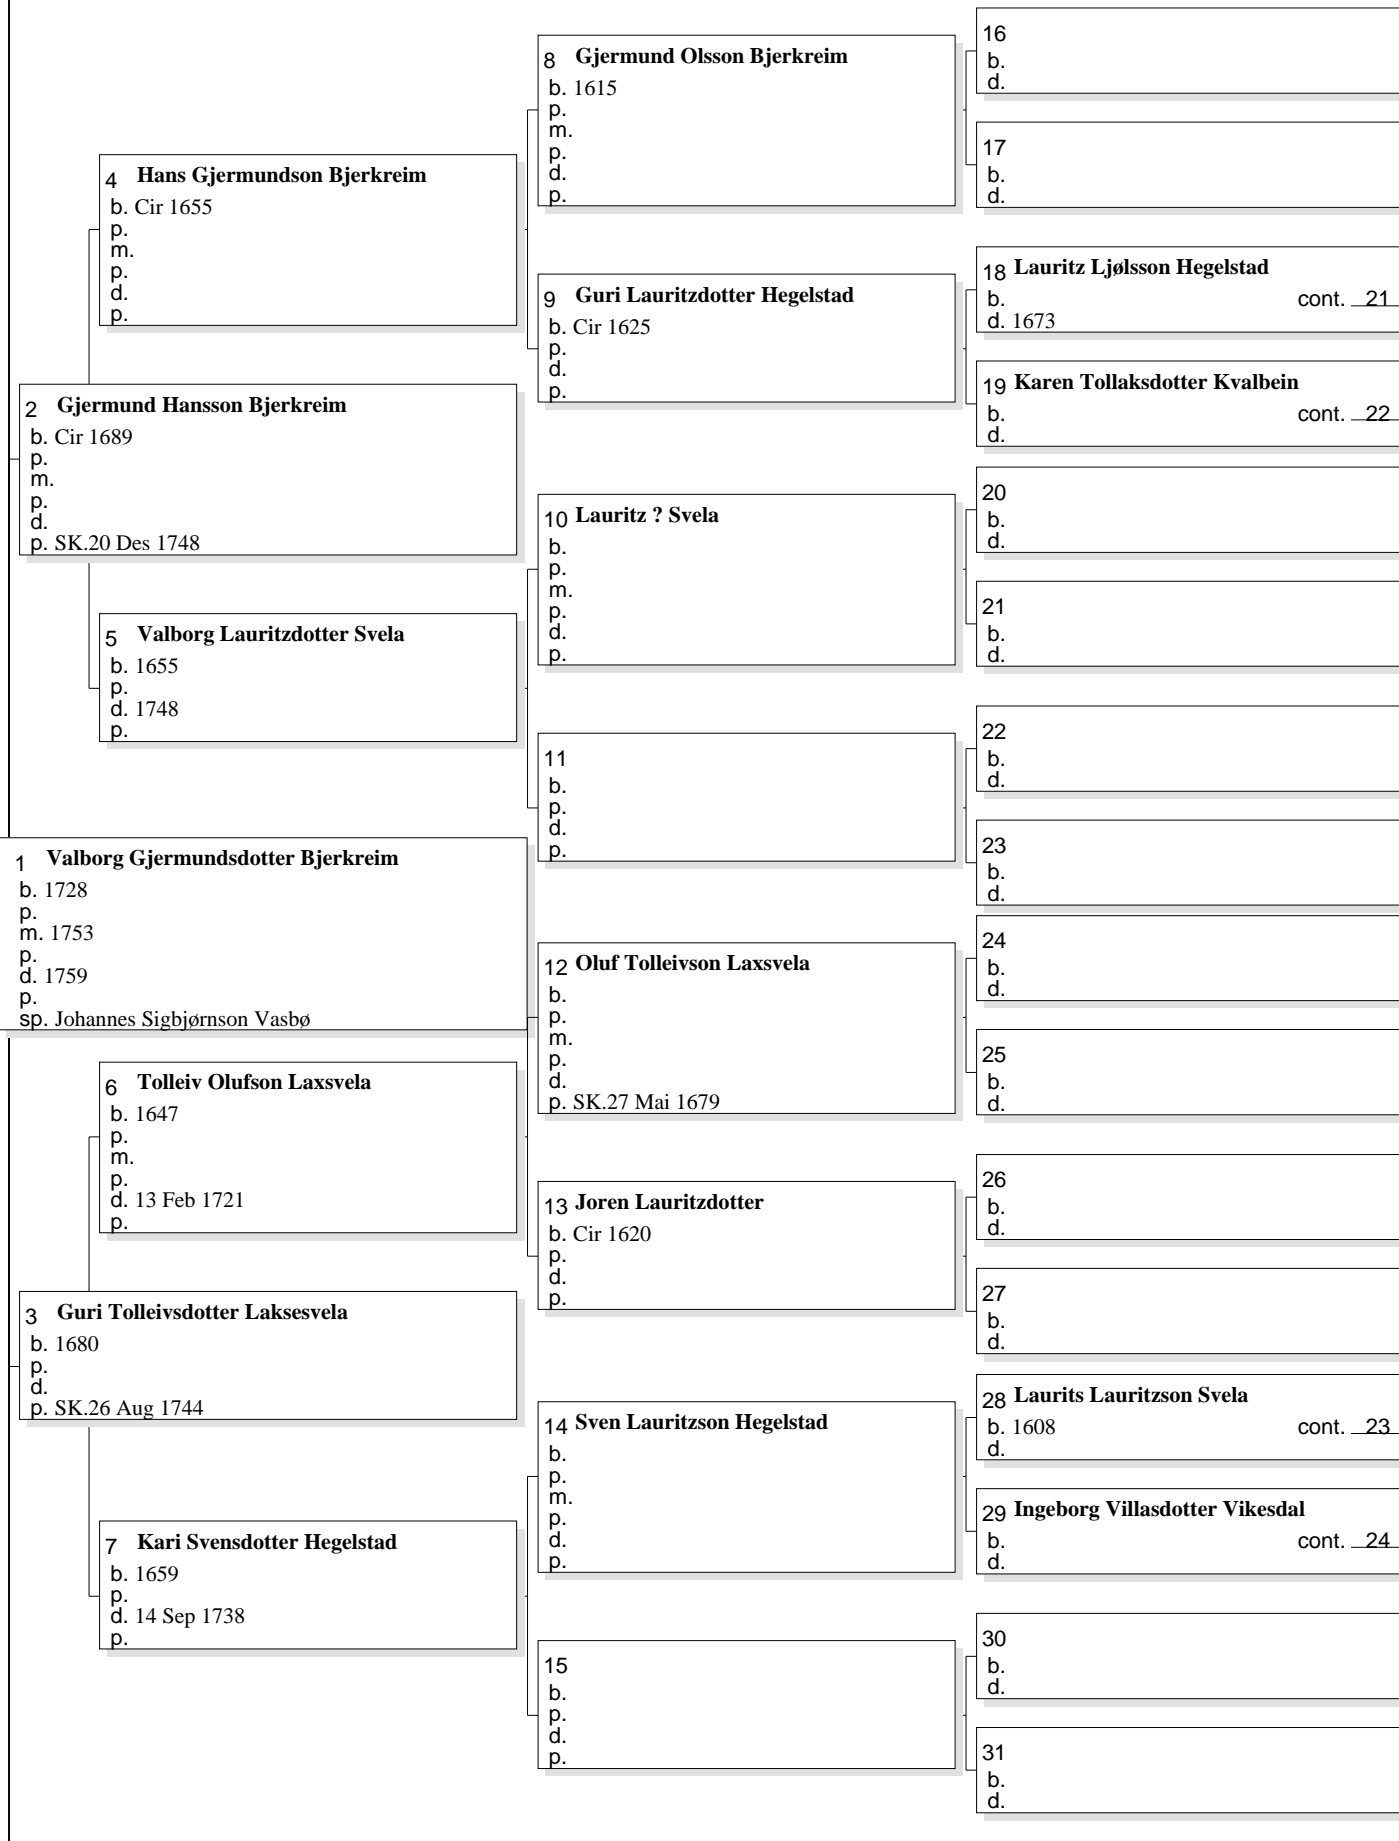 16
b.
d.
8 Gjermund Olsson Bjerkreim
b. 1615
p.
m.
p.
d.
p.
17
b.
d.
4 Hans Gjermundson Bjerkreim
b. Cir 1655
p.
m.
p.
d.
p.
18 Lauritz Ljølsson Hegelstad
b. cont. 21
d. 1673
9 Guri Lauritzdotter Hegelstad
b. Cir 1625
p.
d.
p.
19 Karen Tollaksdotter Kvalbein
b. cont. 22
d.
2 Gjermund Hansson Bjerkreim
b. Cir 1689
p.
m.
p.
d.
p. SK.20 Des 1748
20
b.
d.
10 Lauritz ? Svela
b.
p.
m.
p.
d.
p.
21
b.
d.
5 Valborg Lauritzdotter Svela
b. 1655
p.
d. 1748
p.
22
b.
d.
11
b.
p.
d.
p.
23
b.
d.
1 Valborg Gjermundsdotter Bjerkreim
b. 1728
p.
m. 1753
p.
d. 1759
p.
sp. Johannes Sigbjørnson Vasbø
24
b.
d.
12 Oluf Tolleivson Laxsvela
b.
p.
m.
p.
d.
p. SK.27 Mai 1679
25
b.
d.
6 Tolleiv Olufson Laxsvela
b. 1647
p.
m.
p.
d. 13 Feb 1721
p.
26
b.
d.
13 Joren Lauritzdotter
b. Cir 1620
p.
d.
p.
27
b.
d.
3 Guri Tolleivsdotter Laksesvela
b. 1680
p.
d.
p. SK.26 Aug 1744
28 Laurits Lauritzson Svela
b. 1608 cont. 23
d.
14 Sven Lauritzson Hegelstad
b.
p.
m.
p.
d.
p.
29 Ingeborg Villasdotter Vikesdal
b. cont. 24
d.
7 Kari Svensdotter Hegelstad
b. 1659
p.
d. 14 Sep 1738
p.
30
b.
d.
15
b.
p.
d.
p.
31
b.
d.